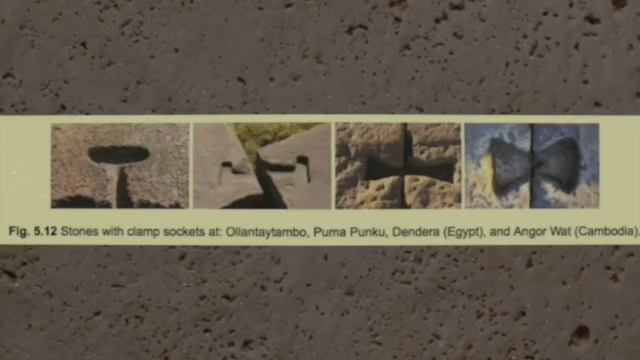 Fig. 5.12 Stones with clamp sockets at: Ollantaytambo, Puma Punku, Dendera (Egypt), and Angor Wat (Cambodia).